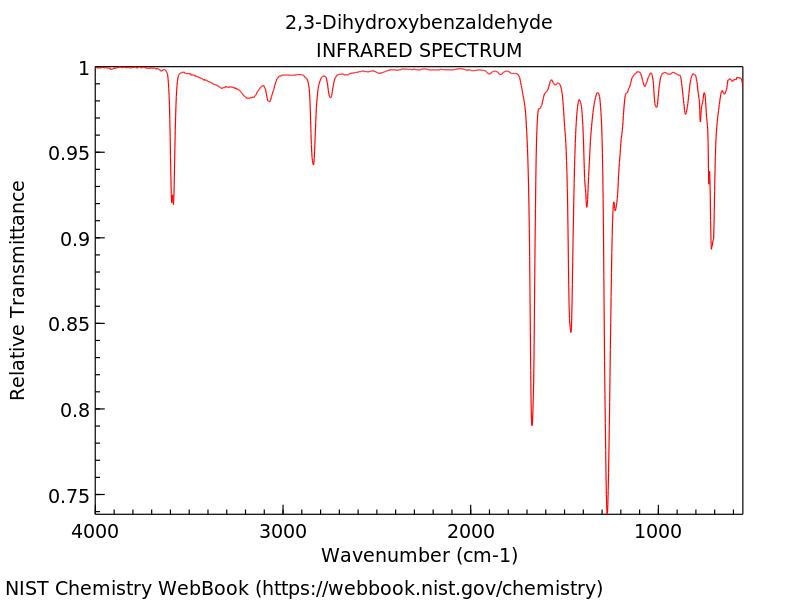 2,3-Dihydroxybenzaldehyde
INFRARED SPECTRUM
Relative Transmittance
1
0.95
0.9
0.85
0.8
0.75
4000 3000 2000 1000
Wavenumber (cm-1)
NIST Chemistry WebBook (https://webbook.nist.gov/chemistry)